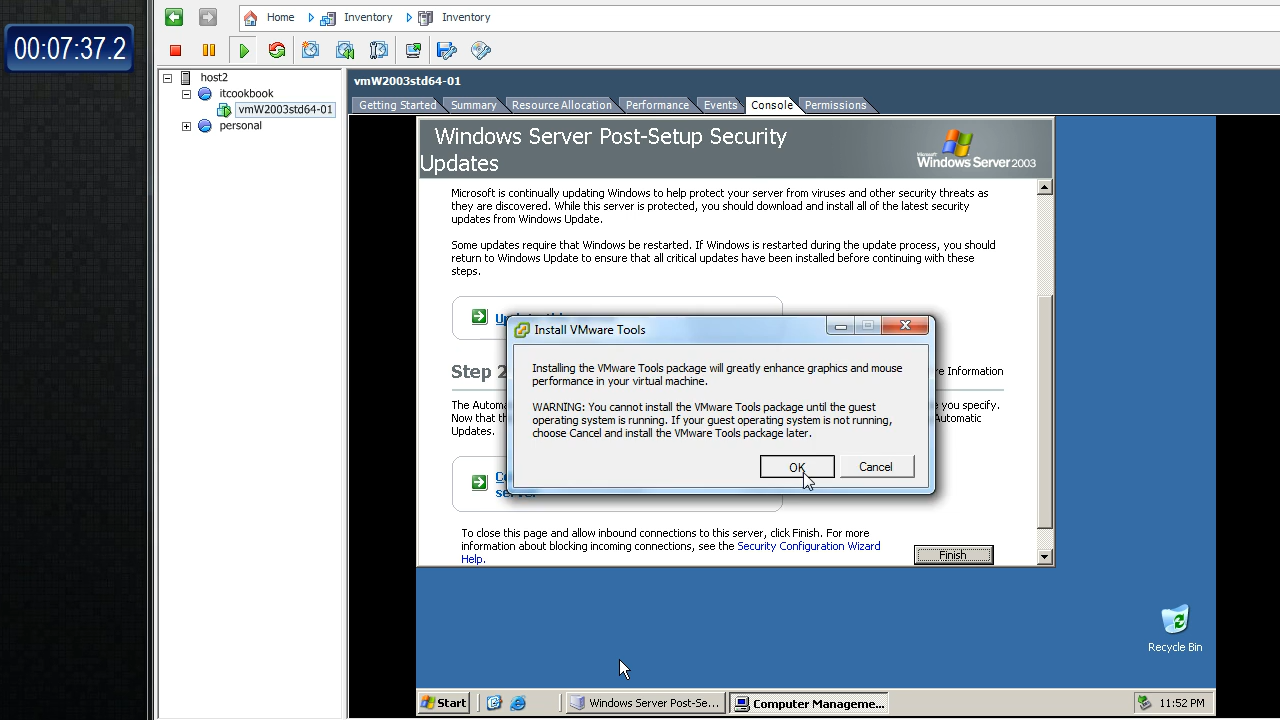 00:07:37.2
Home Inventory Inventory
host2
itcookbook
vmW2003std64-01
personal
vmW2003std64-01
Getting Started Summary Resource Allocation Performance Events Console Permissions
Windows Server Post-Setup Security
Updates
Microsoft
Windows Server 2003
Microsoft is continually updating Windows to help protect your server from viruses and other security threats as
they are discovered. While this server is protected, you should download and install all of the latest security
updates from Windows Update.
Some updates require that Windows be restarted. If Windows is restarted during the update process, you should
return to Windows Update to ensure that all critical updates have been installed before continuing with these
steps.
Install VMware Tools
Installing the VMware Tools package will greatly enhance graphics and mouse
performance in your virtual machine.
WARNING: You cannot install the VMware Tools package until the guest
operating system is running. If your guest operating system is not running,
choose Cancel and install the VMware Tools package later.
OK Cancel
Step 2
Information
The
you specify.
Now that
Automatic
Updates.
server
To close this page and allow inbound connections to this server, click Finish. For more
information about blocking incoming connections, see the Security Configuration Wizard
Help.
Finish
Recycle Bin
Start Windows Server Post-Se... Computer Manageme... 11:52 PM